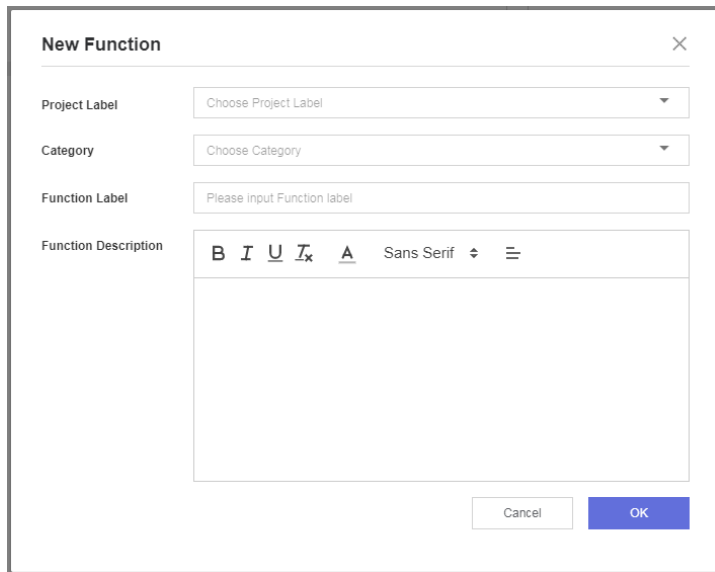 New Function
Project Label
Choose Project Label
Category
Choose Category
Function Label
Please input Function label
Function Description
B I U Tx A Sans Serif
Cancel
OK